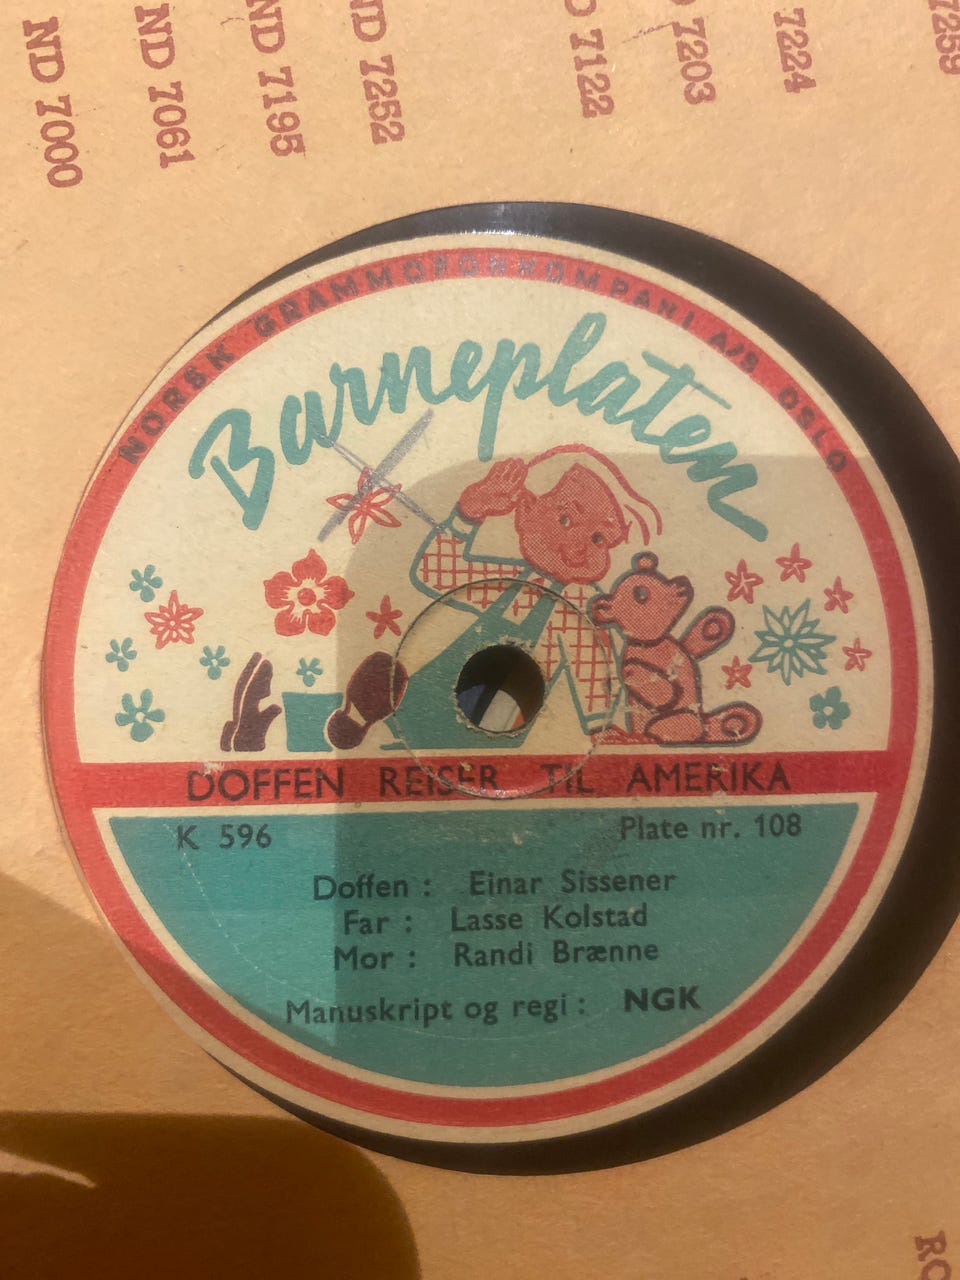 ND 7000
ND 7061
ND 7195
ND 7252
7122
7203
7224
7259
NORSK GRAMMOFONKOMPANI A/S OSLO
Barneplaten
DOFFEN REISER TIL AMERIKA
K 596
Plate nr. 108
Doffen : Einar Sissener
Far : Lasse Kolstad
Mor : Randi Brænne
Manuskript og regi : NGK